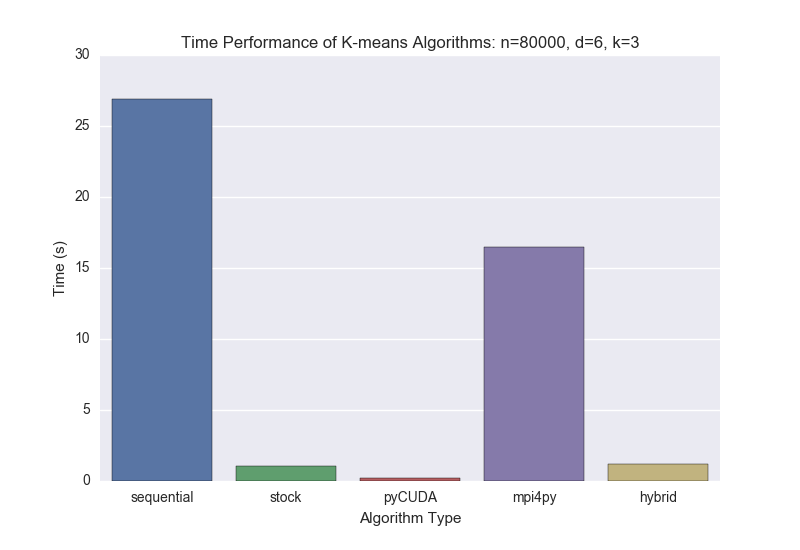 Time Performance of K-means Algorithms: n=80000, d=6, k=3
30
25
20
15
10
5
0
Time (s)
sequential stock pyCUDA mpi4py hybrid
Algorithm Type